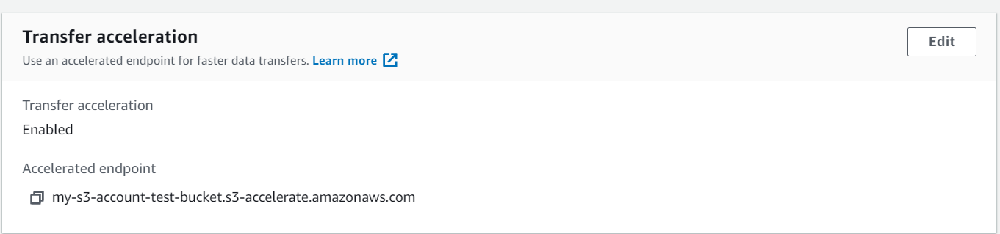 Transfer acceleration
Edit
Use an accelerated endpoint for faster data transfers. Learn more
Transfer acceleration
Enabled
Accelerated endpoint
my-s3-account-test-bucket.s3-accelerate.amazonaws.com